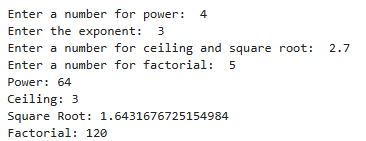 Enter a number for power:  4
Enter the exponent:  3
Enter a number for ceiling and square root:  2.7
Enter a number for factorial:  5
Power: 64
Ceiling: 3
Square Root: 1.6431676725154984
Factorial: 120